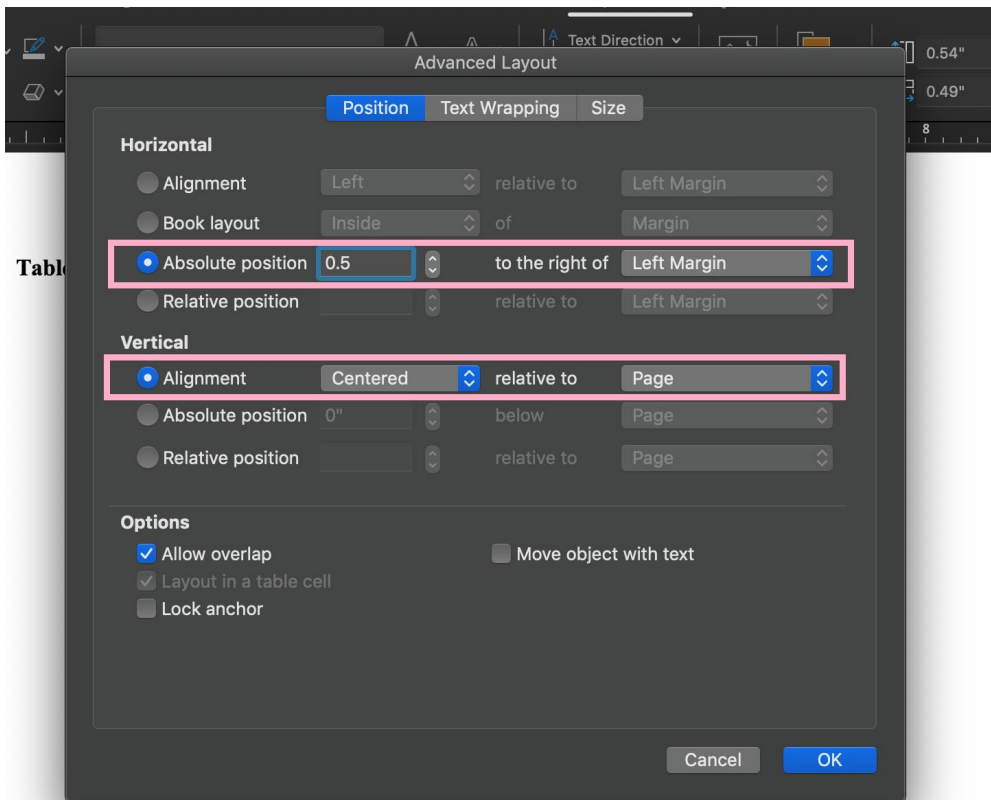 Text Direction
0.54"
Advanced Layout
0.49"
Position Text Wrapping Size
8
Horizontal
Alignment Left relative to Left Margin
Book layout Inside of Margin
Absolute position 0.5 to the right of Left Margin
Relative position relative to Left Margin
Vertical
Alignment Centered relative to Page
Absolute position 0" below Page
Relative position relative to Page
Options
Allow overlap Move object with text
Layout in a table cell
Lock anchor
Cancel OK